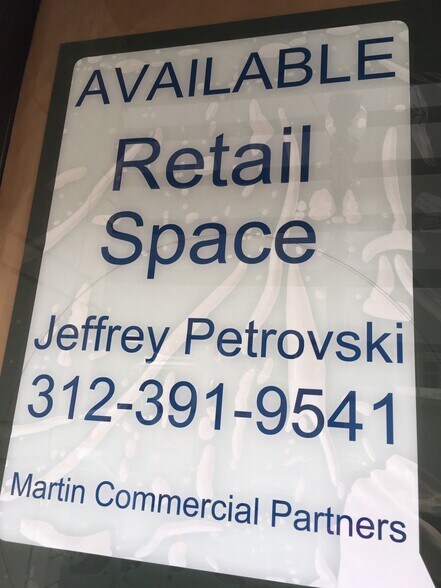 AVAILABLE
Retail
Space
Jeffrey Petrovski
312-391-9541
Martin Commercial Partners